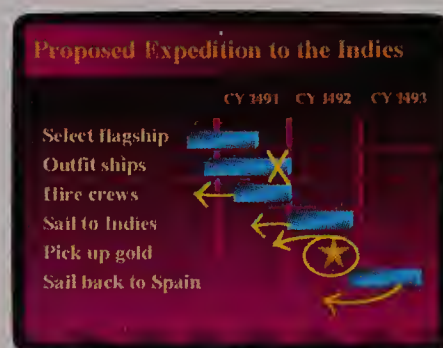 Proposed Expedition to the Indies
CY 1491 CY 1492 CY 1493
Select flagship
Outfit ships
Hire crews
Sail to Indies
Pick up gold
Sail back to Spain